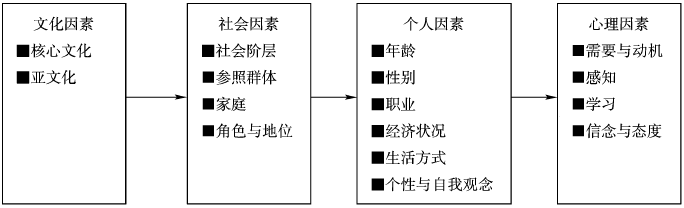 文化因素
■核心文化
■亚文化
社会因素
■社会阶层
■参照群体
■家庭
■角色与地位
个人因素
■年龄
■性别
■职业
■经济状况
■生活方式
■个性与自我观念
心理因素
■需要与动机
■感知
■学习
■信念与态度